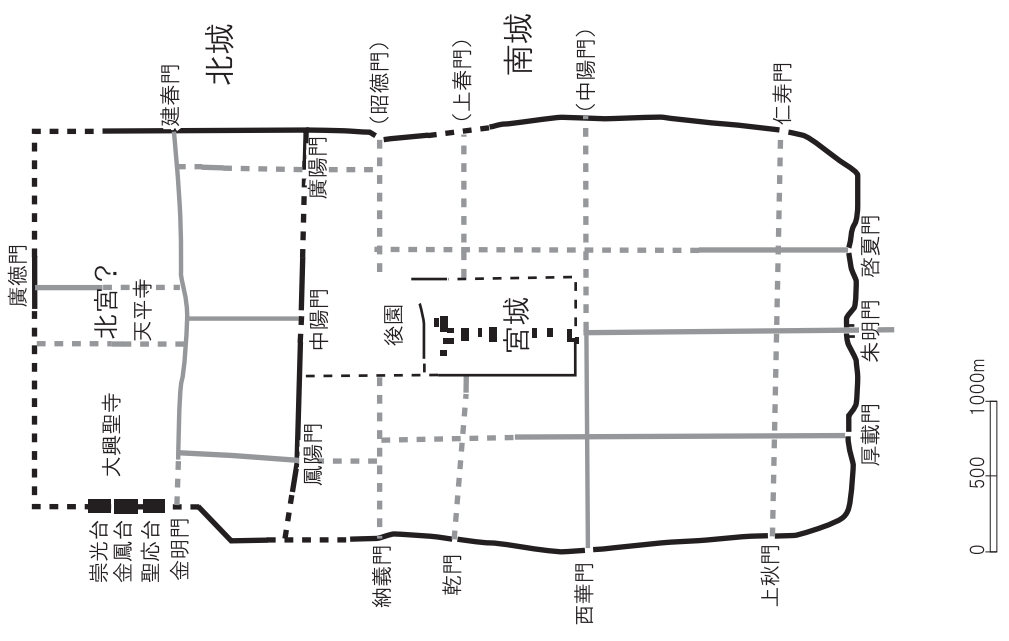 北城
南城
建春門
（昭徳門）
（上春門）
（中陽門）
仁寿門
廣陽門
廣徳門
北宮？
天平寺
中陽門
後園
宮城
啓夏門
朱明門
厚載門
大興聖寺
鳳陽門
崇光台
金鳳台
聖応台
金明門
納義門
乾門
西華門
上秋門
0
500
1000m